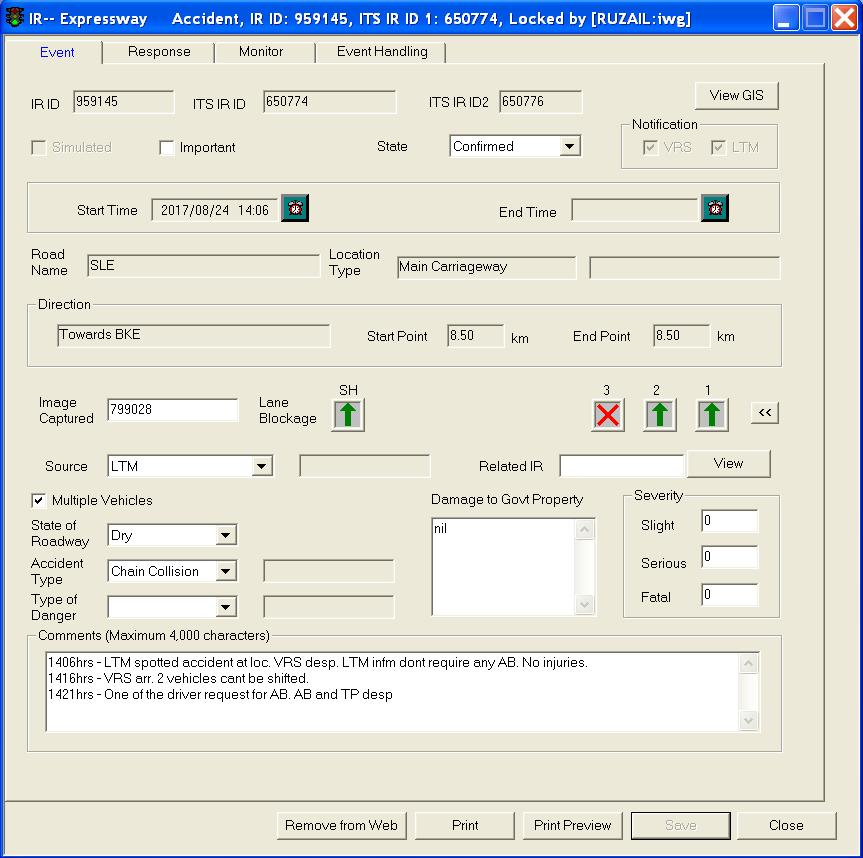 IR-- Expressway Accident, IR ID: 959145, ITS IR ID 1: 650774, Locked by [RUZAIL:iwg]
Event Response Monitor Event Handling
IR ID 959145 ITS IR ID 650774 ITS IR ID2 650776 View GIS
Simulated Important State Confirmed
Notification
VRS LTM
Start Time 2017/08/24 14:06 End Time
Road Name SLE Location Type Main Carriageway
Direction
Towards BKE Start Point 8.50 km End Point 8.50 km
SH 3 2 1
Image Captured 799028 Lane Blockage <<
Source LTM Related IR View
Multiple Vehicles
Damage to Govt Property
nil
Severity
Slight 0
Serious 0
Fatal 0
State of Roadway Dry
Accident Type Chain Collision
Type of Danger
Comments (Maximum 4,000 characters)
1406hrs - LTM spotted accident at loc. VRS desp. LTM infm dont require any AB. No injuries.
1416hrs - VRS arr. 2 vehicles cant be shifted.
1421hrs - One of the driver request for AB. AB and TP desp
Remove from Web Print Print Preview Save Close